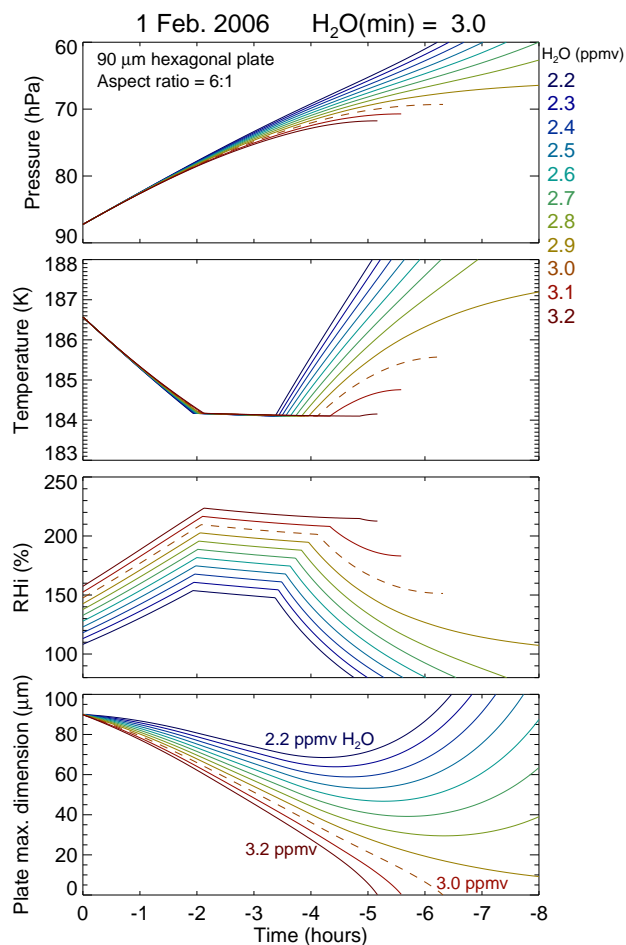 1 Feb. 2006 H₂O(min) = 3.0
90 μm hexagonal plate
Aspect ratio = 6:1
60
70
80
90
Pressure (hPa)
H₂O (ppmv)
2.2
2.3
2.4
2.5
2.6
2.7
2.8
2.9
3.0
3.1
3.2
188
187
186
185
184
183
Temperature (K)
250
200
150
100
RHi (%)
100
80
60
40
20
0
Plate max. dimension (μm)
2.2 ppmv H₂O
3.2 ppmv
3.0 ppmv
0 -1 -2 -3 -4 -5 -6 -7 -8
Time (hours)